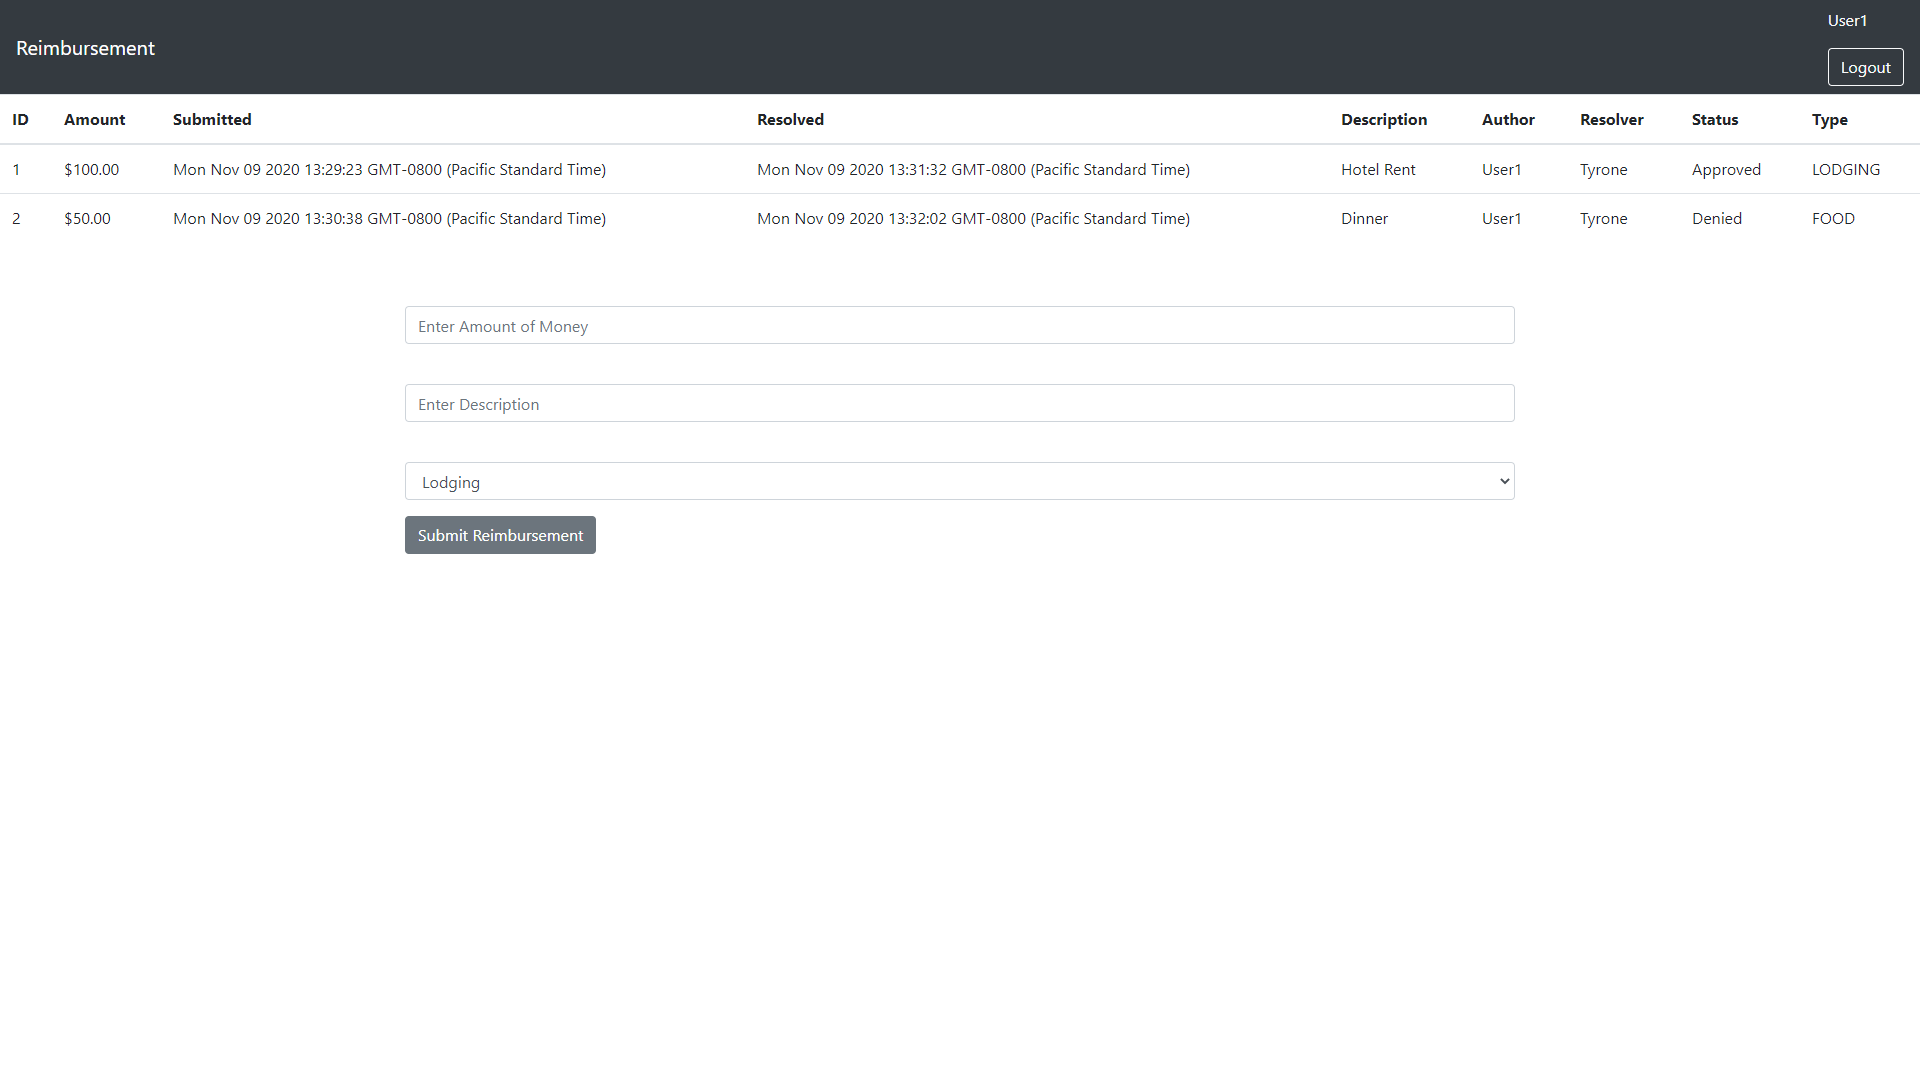 User1
Reimbursement
Logout
ID Amount Submitted Resolved Description Author Resolver Status Type
1 $100.00 Mon Nov 09 2020 13:29:23 GMT-0800 (Pacific Standard Time) Mon Nov 09 2020 13:31:32 GMT-0800 (Pacific Standard Time) Hotel Rent User1 Tyrone Approved LODGING
2 $50.00 Mon Nov 09 2020 13:30:38 GMT-0800 (Pacific Standard Time) Mon Nov 09 2020 13:32:02 GMT-0800 (Pacific Standard Time) Dinner User1 Tyrone Denied FOOD
Enter Amount of Money
Enter Description
Lodging
Submit Reimbursement